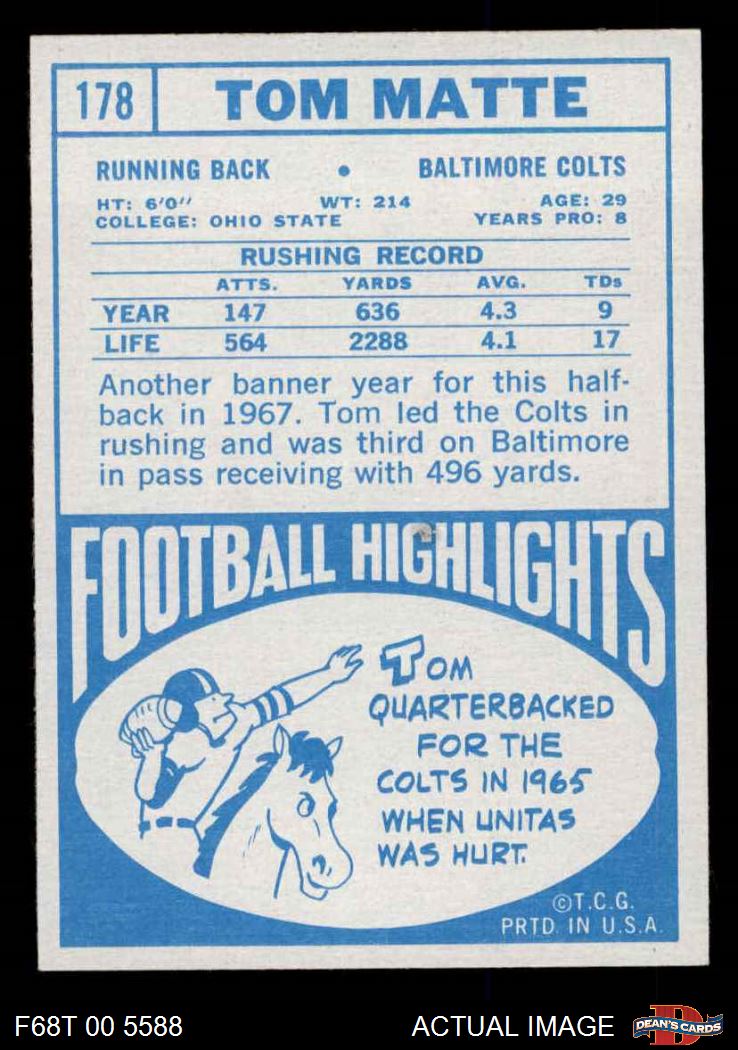 178 TOM MATTE
RUNNING BACK • BALTIMORE COLTS
HT: 6'0" WT: 214 AGE: 29
COLLEGE: OHIO STATE YEARS PRO: 8
RUSHING RECORD
ATTS. YARDS AVG. TDs
YEAR 147 636 4.3 9
LIFE 564 2288 4.1 17
Another banner year for this half-
back in 1967. Tom led the Colts in
rushing and was third on Baltimore
in pass receiving with 496 yards.
FOOTBALL HIGHLIGHTS
TOM
QUARTERBACKED
FOR THE
COLTS IN 1965
WHEN UNITAS
WAS HURT.
©T.C.G.
PRTD. IN U.S.A.
F68T 00 5588 ACTUAL IMAGE D DEAN'S CARDS